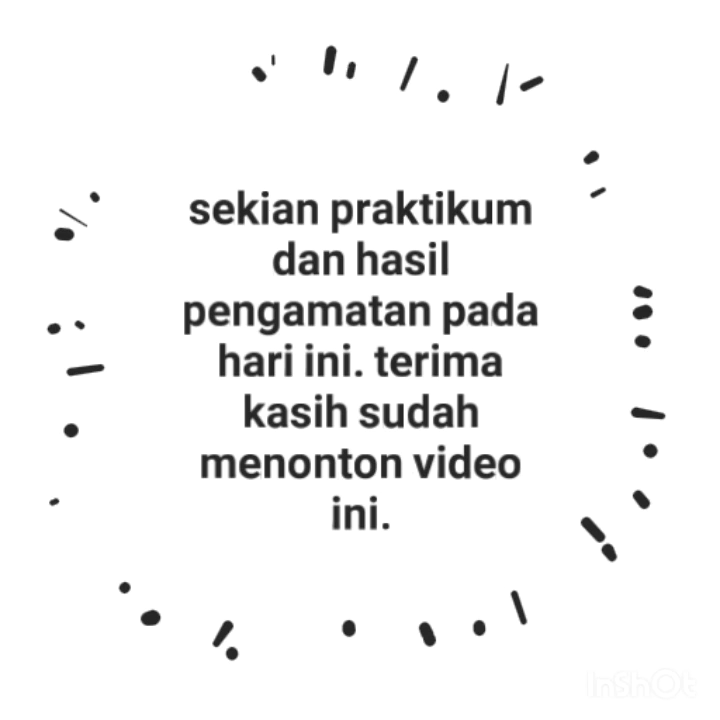 sekian praktikum
dan hasil
pengamatan pada
hari ini. terima
kasih sudah
menonton video
ini.
InShOt